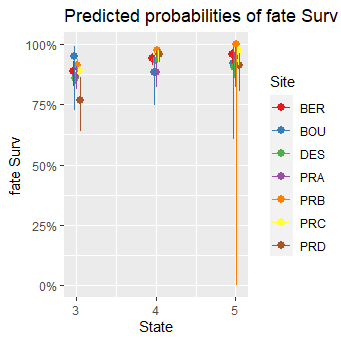 Predicted probabilities of fate Surv
100%
75%
50%
25%
0%
fate Surv
3
4
5
State
Site
BER
BOU
DES
PRA
PRB
PRC
PRD